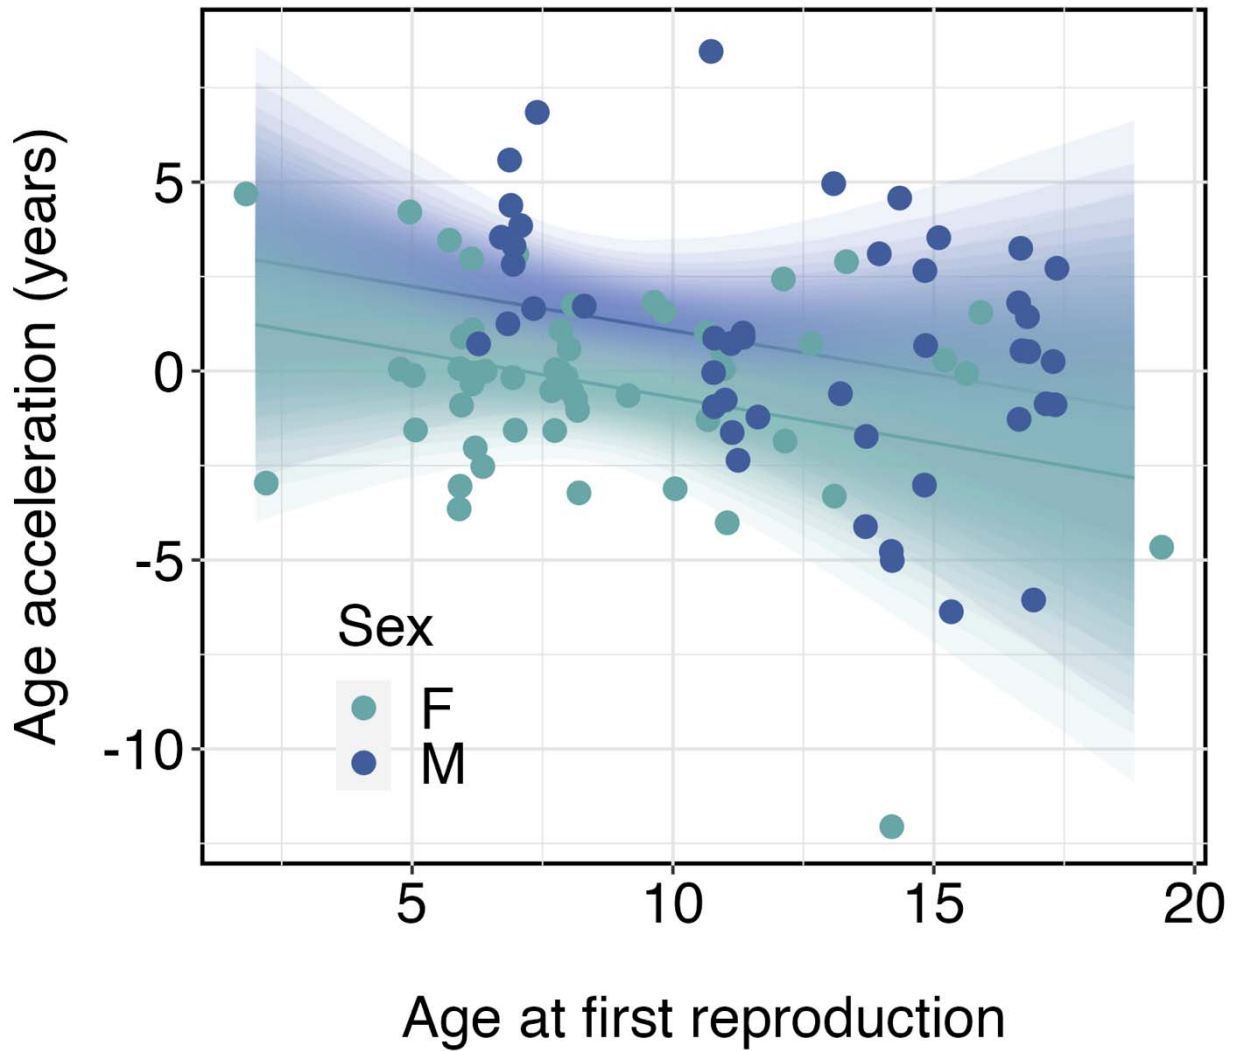 Age acceleration (years)
5
0
-5
-10
Sex
F
M
5 10 15 20
Age at first reproduction